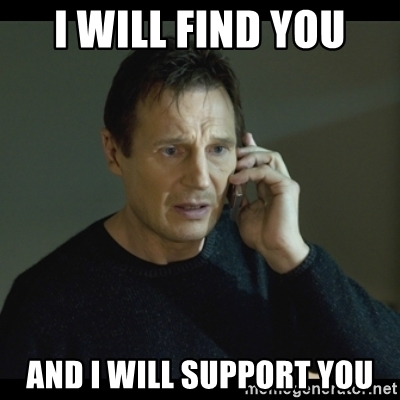 I WILL FIND YOU
AND I WILL SUPPORT YOU
memegenerator.net